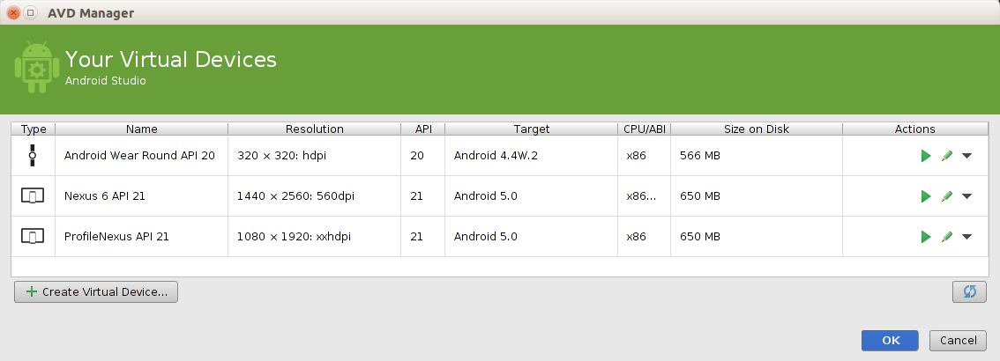 AVD Manager
Your Virtual Devices
Android Studio
Type Name Resolution API Target CPU/ABI Size on Disk Actions
Android Wear Round API 20 320 × 320: hdpi 20 Android 4.4W.2 x86 566 MB
Nexus 6 API 21 1440 × 2560: 560dpi 21 Android 5.0 x86... 650 MB
ProfileNexus API 21 1080 × 1920: xxhdpi 21 Android 5.0 x86 650 MB
Create Virtual Device...
OK Cancel